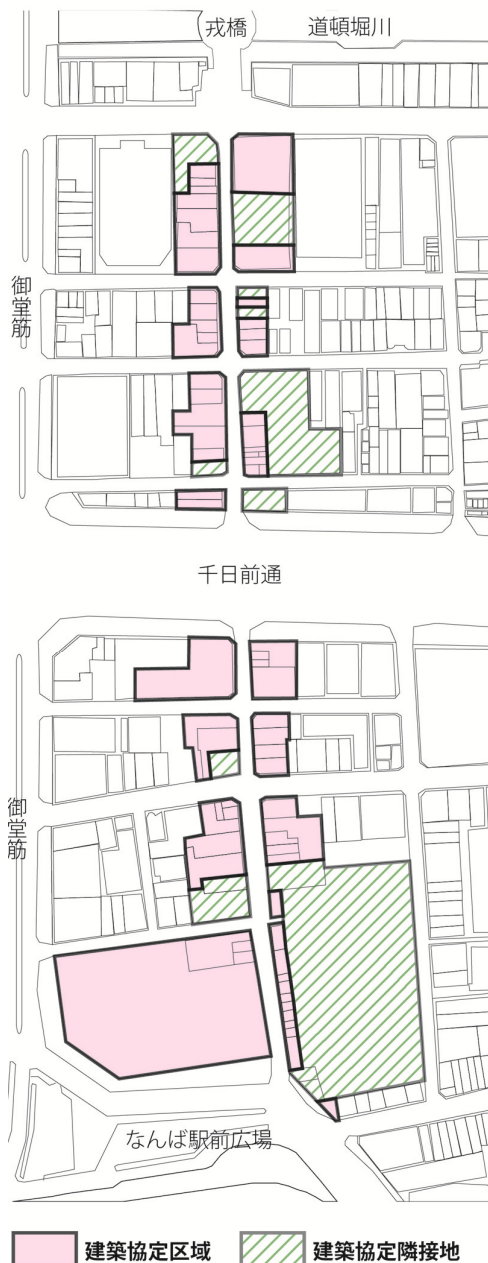 戎橋
道頓堀川
御堂筋
千日前通
御堂筋
なんば駅前広場
建築協定区域
建築協定隣接地